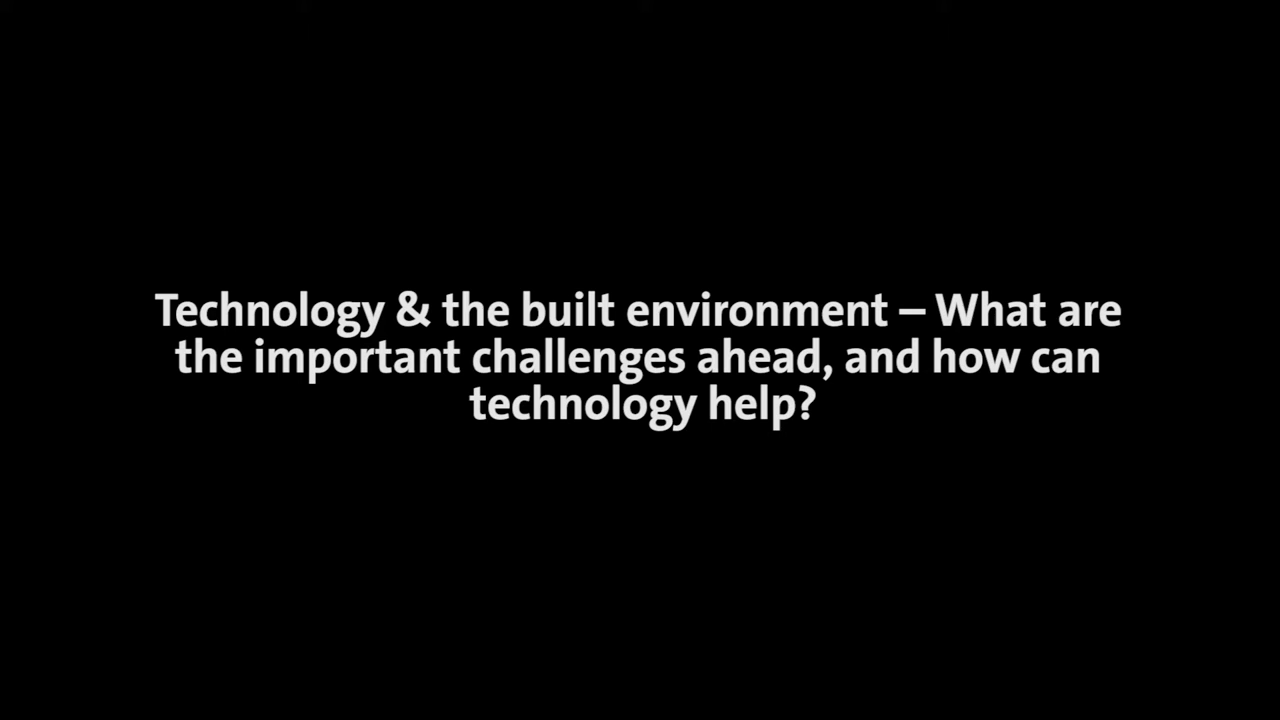 Technology & the built environment – What are
the important challenges ahead, and how can
technology help?